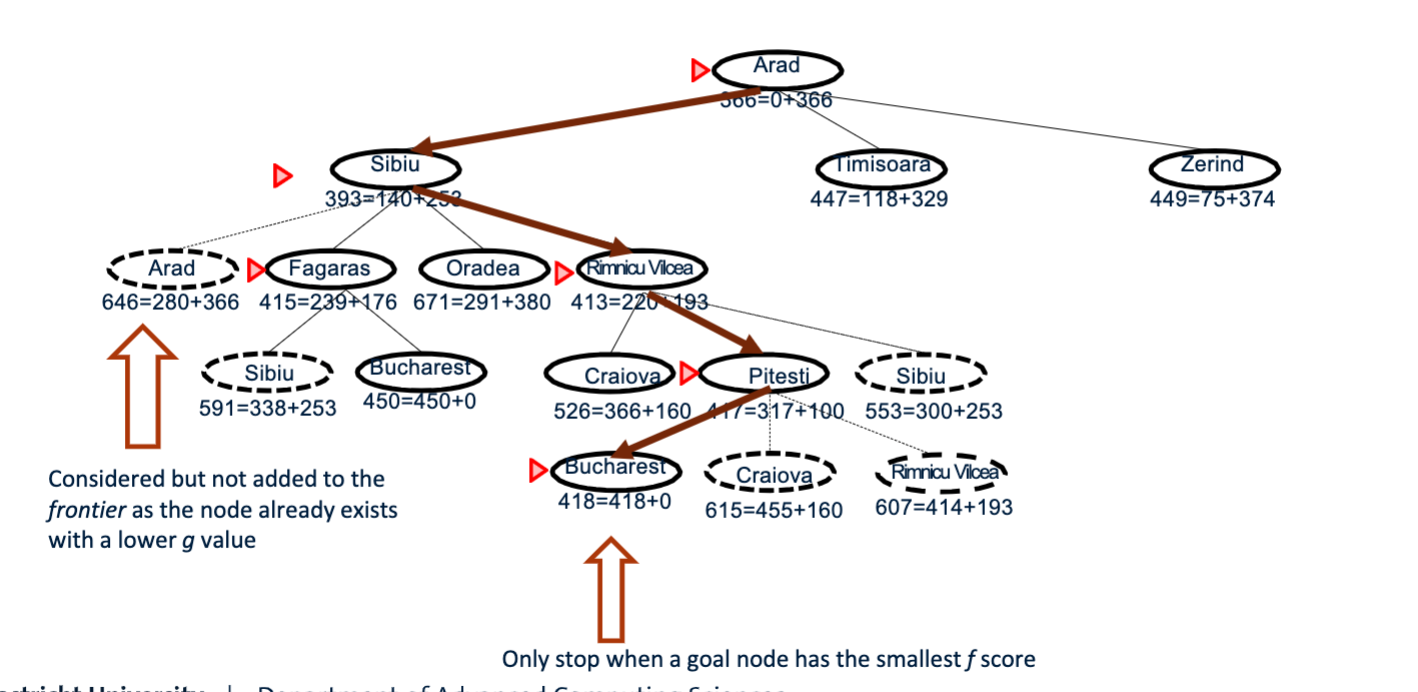 Arad
366=0+366
Sibiu
Timisoara
Zerind
393=140+253
447=118+329
449=75+374
Arad
Fagaras
Oradea
Rimnicu Vilcea
646=280+366
415=239+176
671=291+380
413=220+193
Sibiu
Bucharest
Craiova
Pitesti
Sibiu
591=338+253
450=450+0
526=366+160
417=317+100
553=300+253
Bucharest
Craiova
Rimnicu Vilcea
418=418+0
615=455+160
607=414+193
Considered but not added to the
frontier as the node already exists
with a lower g value
Only stop when a goal node has the smallest f score
University | Department of Advanced Computing Sciences